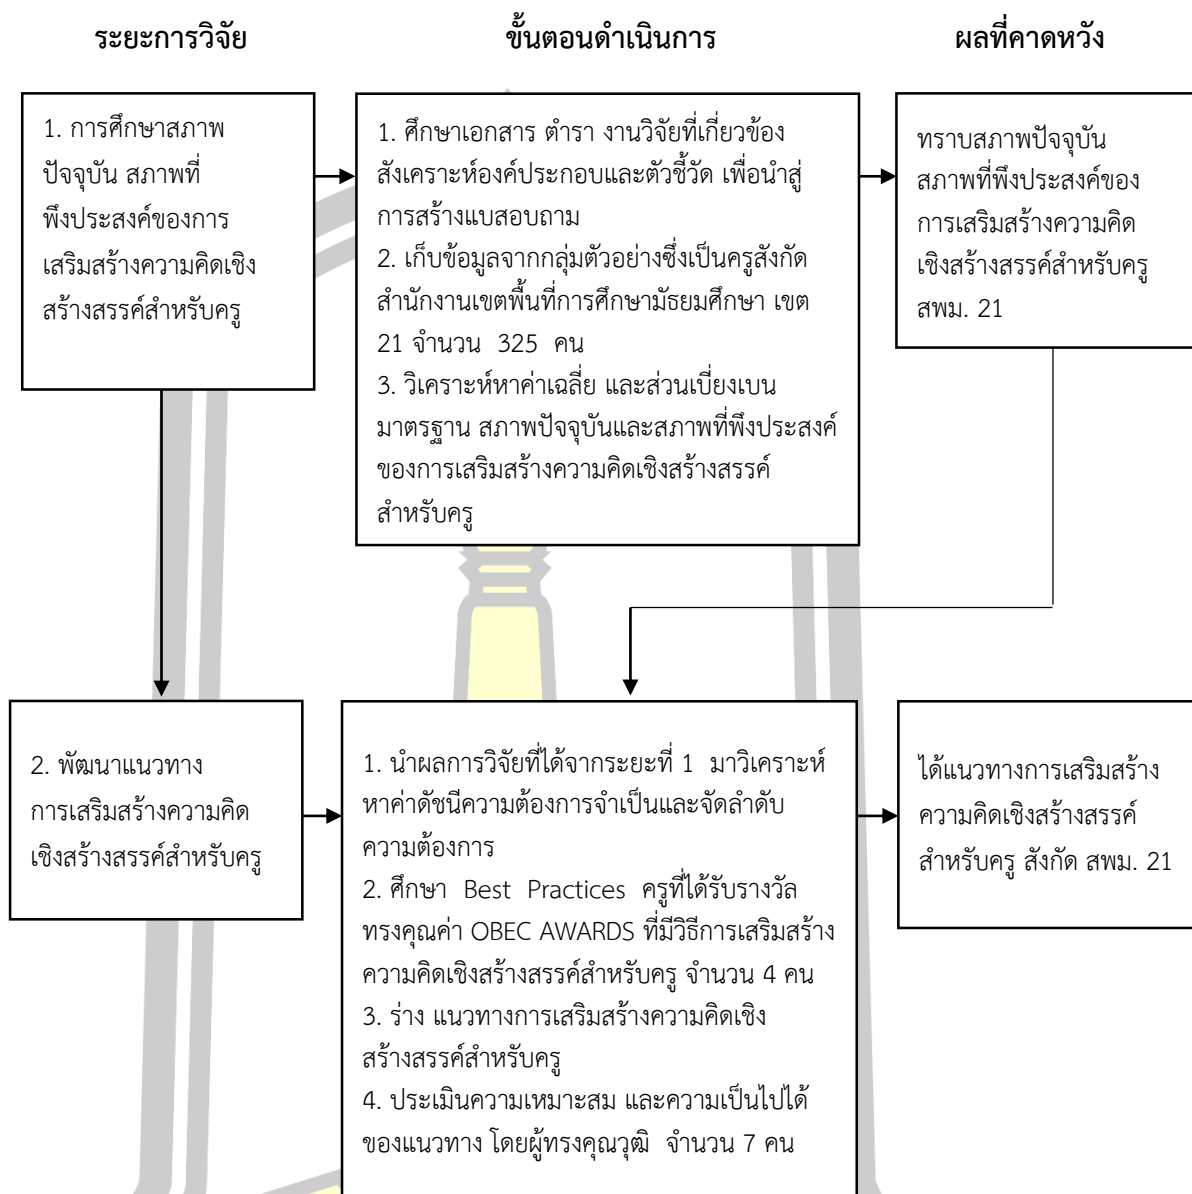 ระยะการวิจัย
ขั้นตอนดำเนินการ
ผลที่คาดหวัง
1. การศึกษาสภาพ
ปัจจุบัน สภาพที่
พึงประสงค์ของการ
เสริมสร้างความคิดเชิง
สร้างสรรค์สำหรับครู
1. ศึกษาเอกสาร ตำรา งานวิจัยที่เกี่ยวข้อง
สังเคราะห์องค์ประกอบและตัวชี้วัด เพื่อนำสู่
การสร้างแบสอบถาม
2. เก็บข้อมูลจากกลุ่มตัวอย่างซึ่งเป็นครูสังกัด
สำนักงานเขตพื้นที่การศึกษามัธยมศึกษา เขต
21 จำนวน 325 คน
3. วิเคราะห์หาค่าเฉลี่ย และส่วนเบี่ยงเบน
มาตรฐาน สภาพปัจจุบันและสภาพที่พึงประสงค์
ของการเสริมสร้างความคิดเชิงสร้างสรรค์
สำหรับครู
ทราบสภาพปัจจุบัน
สภาพที่พึงประสงค์ของ
การเสริมสร้างความคิด
เชิงสร้างสรรค์สำหรับครู
สพม. 21
2. พัฒนาแนวทาง
การเสริมสร้างความคิด
เชิงสร้างสรรค์สำหรับครู
1. นำผลการวิจัยที่ได้จากระยะที่ 1 มาวิเคราะห์
หาค่าดัชนีความต้องการจำเป็นและจัดลำดับ
ความต้องการ
2. ศึกษา Best Practices ครูที่ได้รับรางวัล
ทรงคุณค่า OBEC AWARDS ที่มีวิธีการเสริมสร้าง
ความคิดเชิงสร้างสรรค์สำหรับครู จำนวน 4 คน
3. ร่าง แนวทางการเสริมสร้างความคิดเชิง
สร้างสรรค์สำหรับครู
4. ประเมินความเหมาะสม และความเป็นไปได้
ของแนวทาง โดยผู้ทรงคุณวุฒิ จำนวน 7 คน
ได้แนวทางการเสริมสร้าง
ความคิดเชิงสร้างสรรค์
สำหรับครู สังกัด สพม. 21